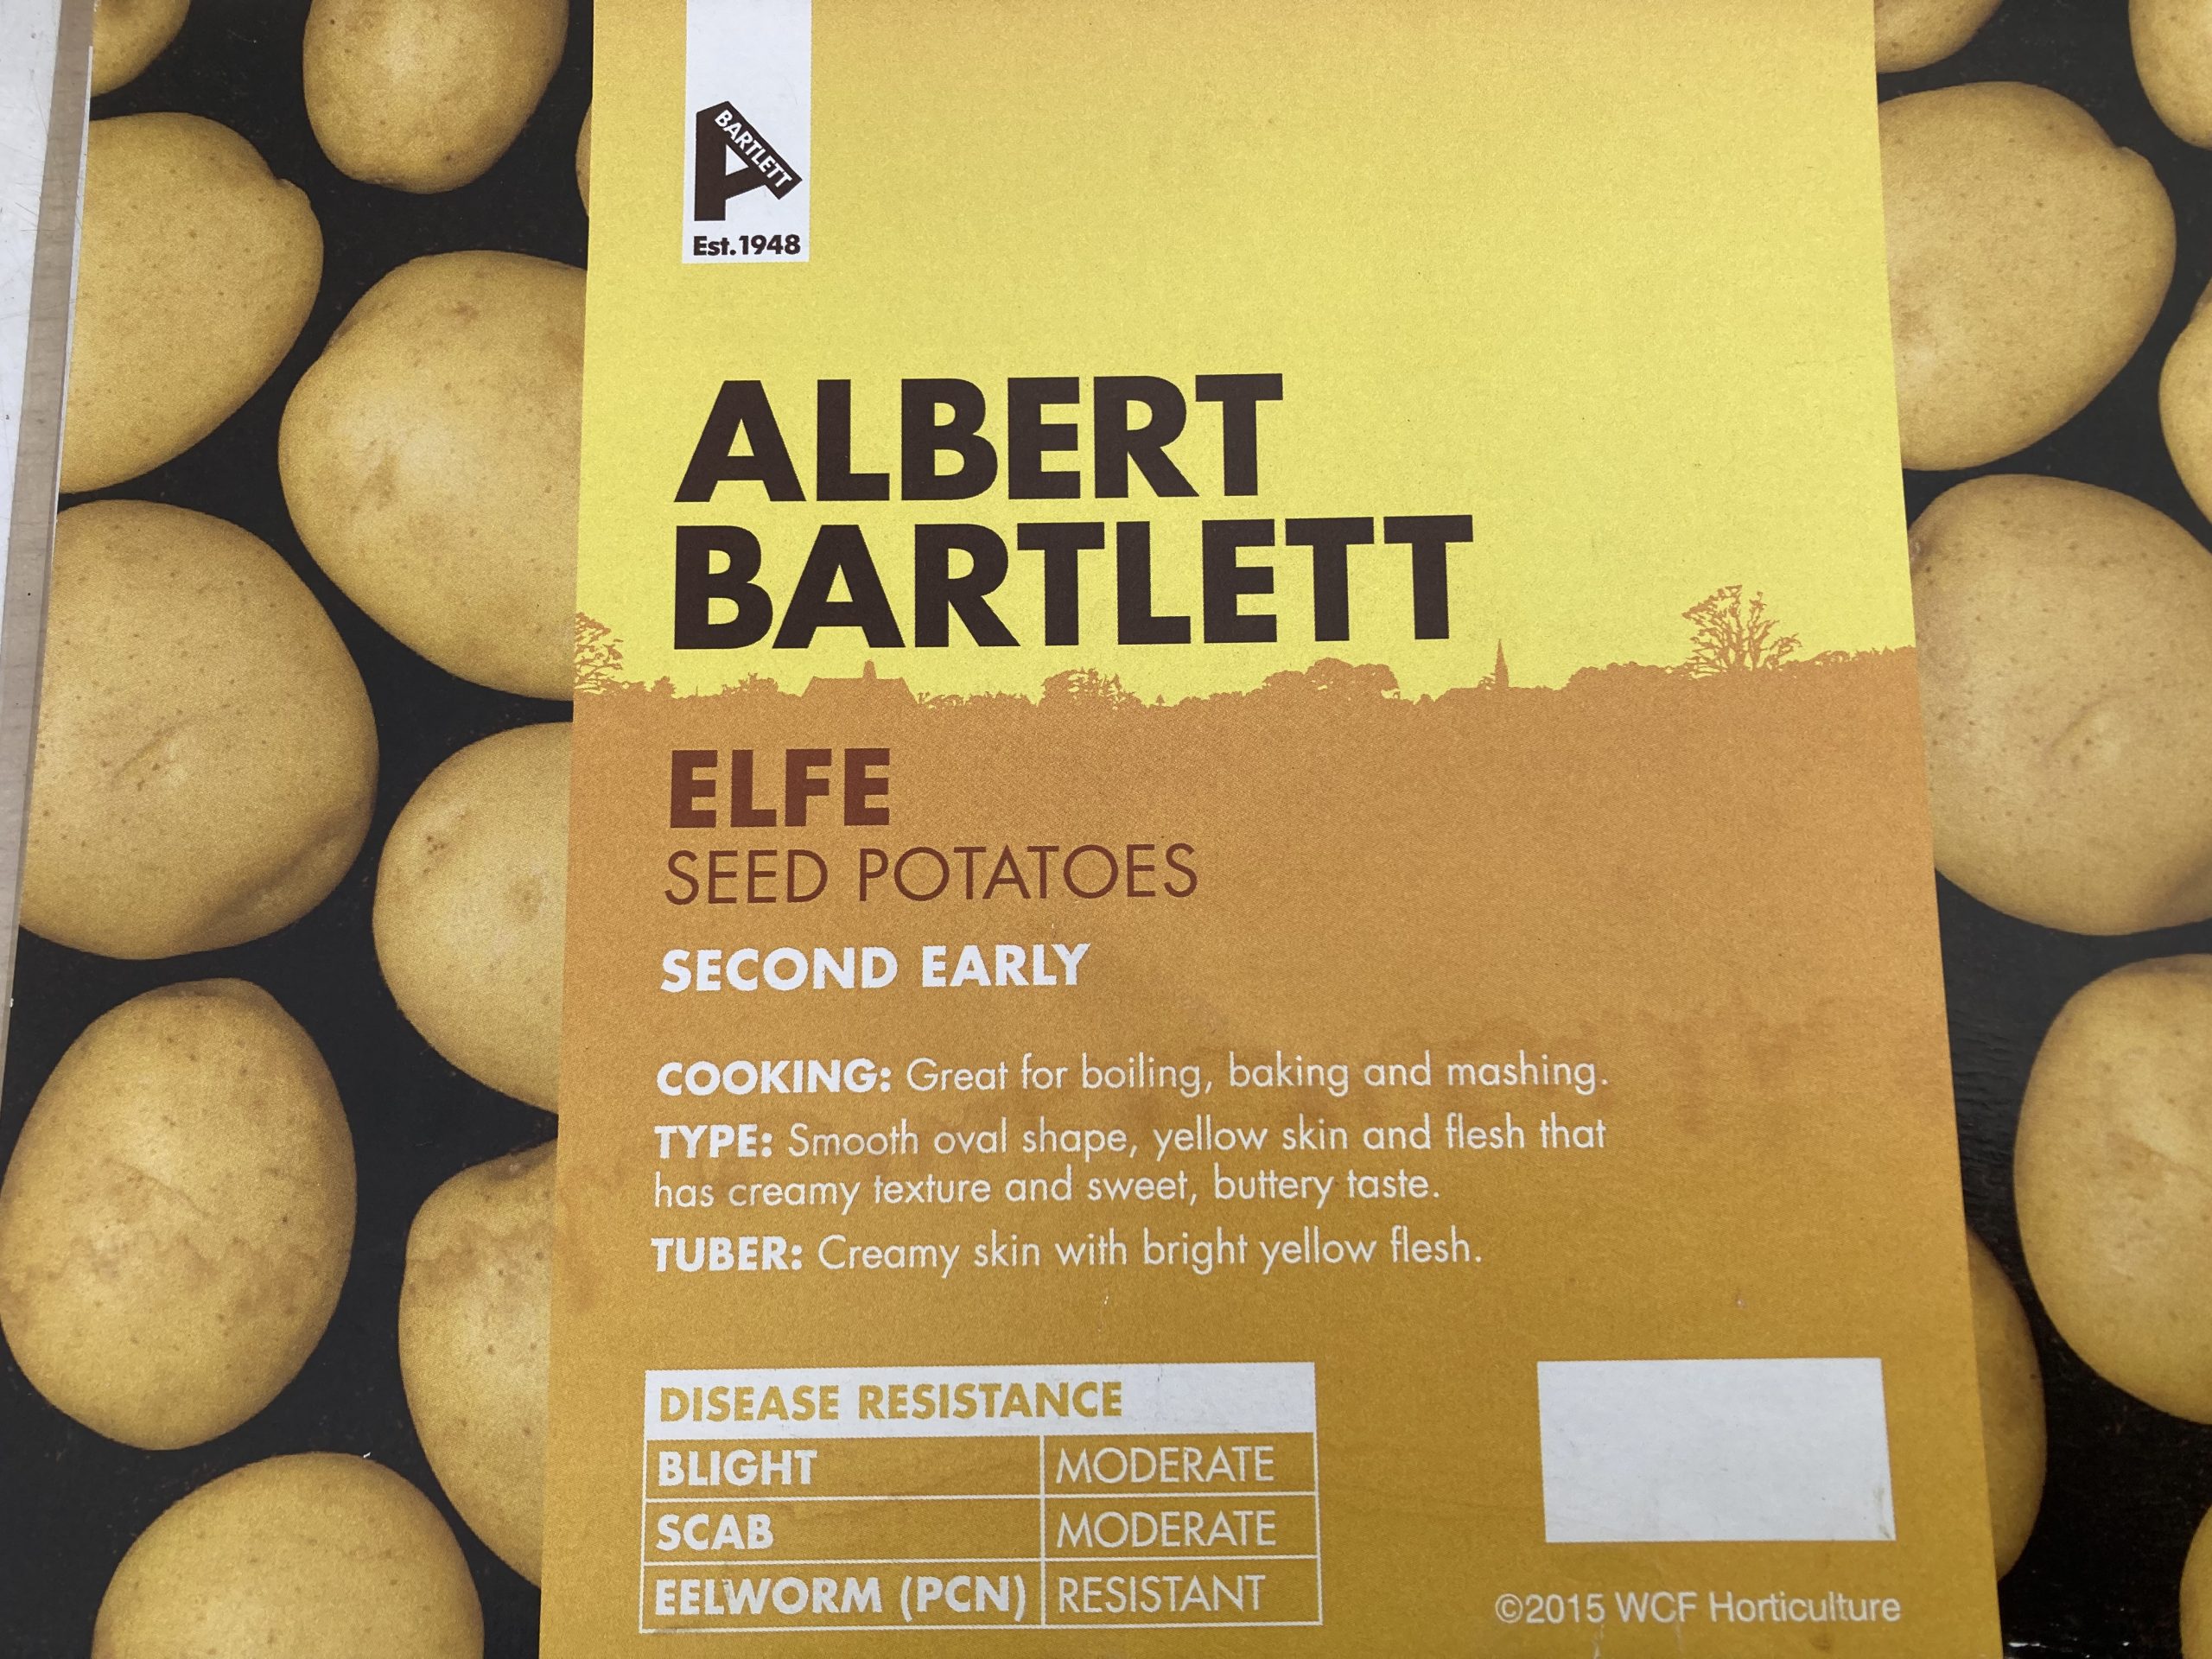 BARTLETT
Est.1948
ALBERT
BARTLETT
ELFE
SEED POTATOES
SECOND EARLY
COOKING: Great for boiling, baking and mashing.
TYPE: Smooth oval shape, yellow skin and flesh that
has creamy texture and sweet, buttery taste.
TUBER: Creamy skin with bright yellow flesh.
DISEASE RESISTANCE
BLIGHT MODERATE
SCAB MODERATE
EELWORM (PCN) RESISTANT
©2015 WCF Horticulture